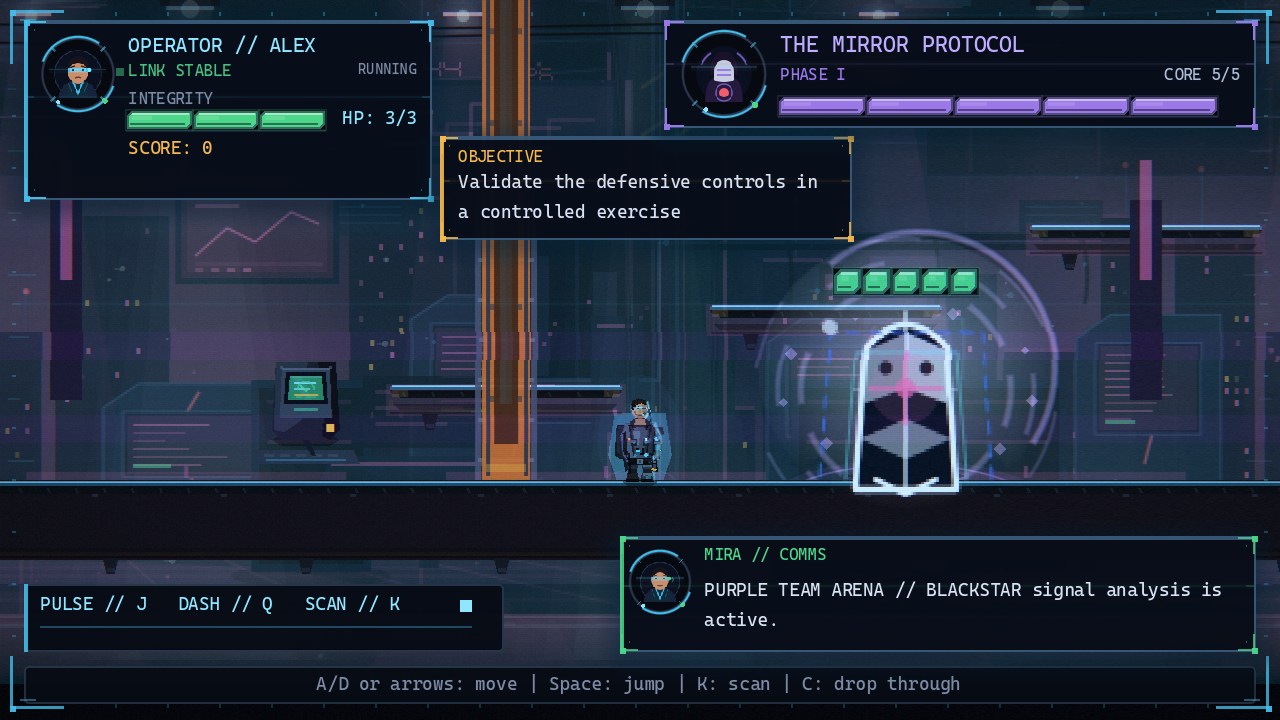 OPERATOR // ALEX
LINK STABLE
RUNNING
INTEGRITY
HP: 3/3
SCORE: 0
THE MIRROR PROTOCOL
PHASE I
CORE 5/5
OBJECTIVE
Validate the defensive controls in
a controlled exercise
MIRA // COMMS
PURPLE TEAM ARENA // BLACKSTAR signal analysis is
active.
PULSE // J DASH // Q SCAN // K
A/D or arrows: move | Space: jump | K: scan | C: drop through